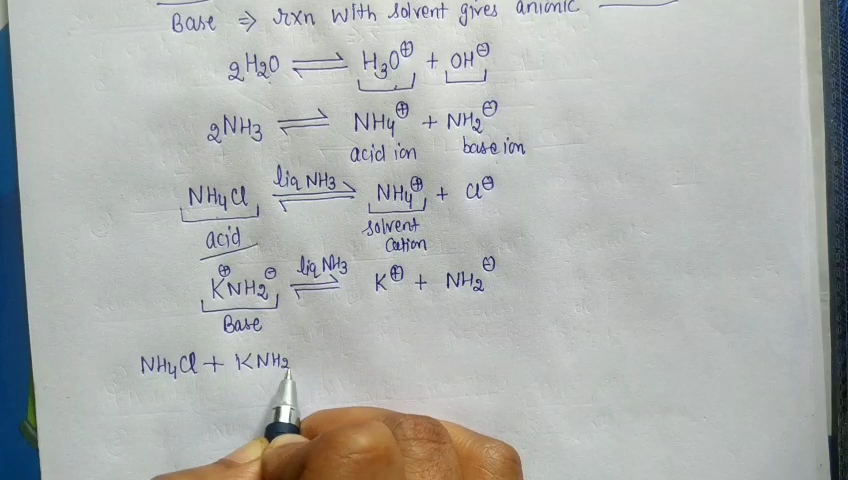 Base ⇒ rxn with solvent gives anionic
2H₂O ⇌ H₃O⊕ + OH⊖
2NH₃ ⇌ NH₄⊕ + NH₂⊖
acid ion base ion
NH₄Cl ⇌ NH₄⊕ + Cl⊖
liq NH₃
acid solvent cation
K⊕NH₂⊖ ⇌ K⊕ + NH₂⊖
liq NH₃
Base
NH₄Cl + KNH₂